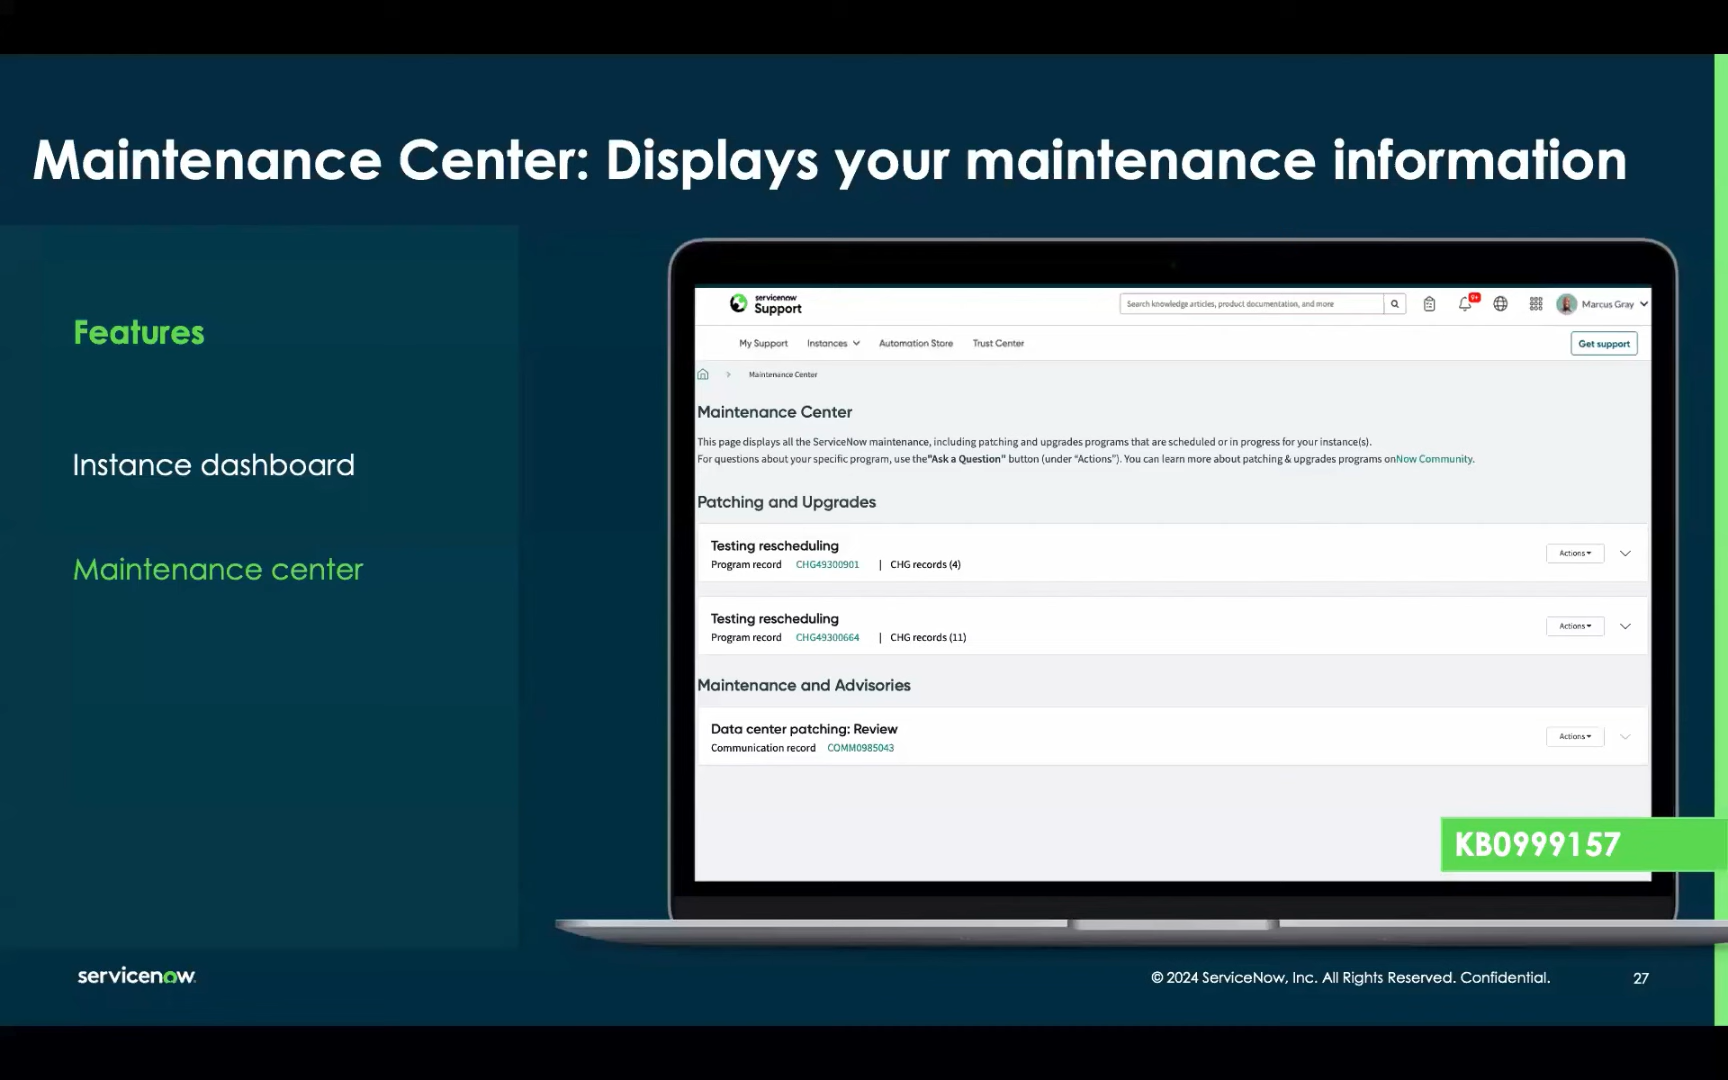 Maintenance Center: Displays your maintenance information
Features
Instance dashboard
Maintenance center
servicenow
Support
Search knowledge articles, product documentation, and more
9+
Marcus Gray
My Support
Instances
Automation Store
Trust Center
Get support
Maintenance Center
Maintenance Center
This page displays all the ServiceNow maintenance, including patching and upgrades programs that are scheduled or in progress for your instance(s).
For questions about your specific program, use the"Ask a Question" button (under "Actions"). You can learn more about patching & upgrades programs onNow Community.
Patching and Upgrades
Testing rescheduling
Program record CHG49300901 | CHG records (4)
Actions
Testing rescheduling
Program record CHG49300664 | CHG records (11)
Actions
Maintenance and Advisories
Data center patching: Review
Communication record COMM0985043
Actions
KB0999157
servicenow
© 2024 ServiceNow, Inc. All Rights Reserved. Confidential.
27